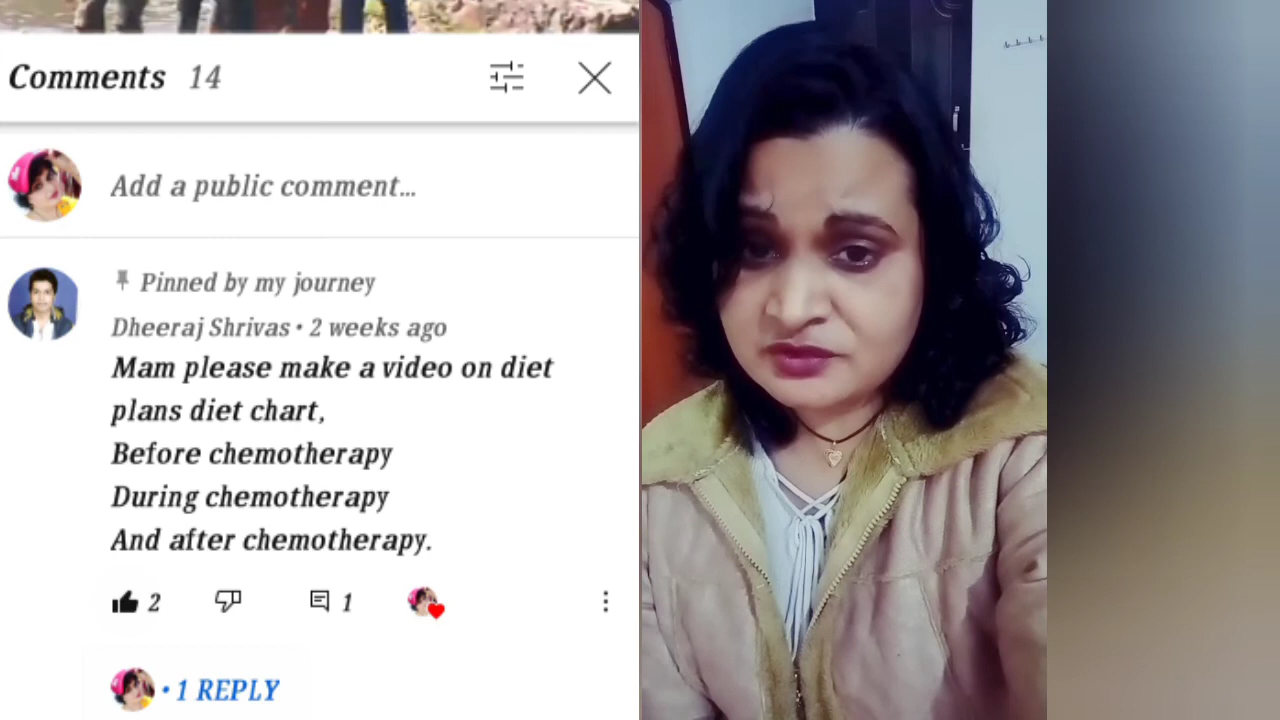 Comments 14
Add a public comment...
Pinned by my journey
Dheeraj Shrivas • 2 weeks ago
Mam please make a video on diet
plans diet chart,
Before chemotherapy
During chemotherapy
And after chemotherapy.
2 1
• 1 REPLY